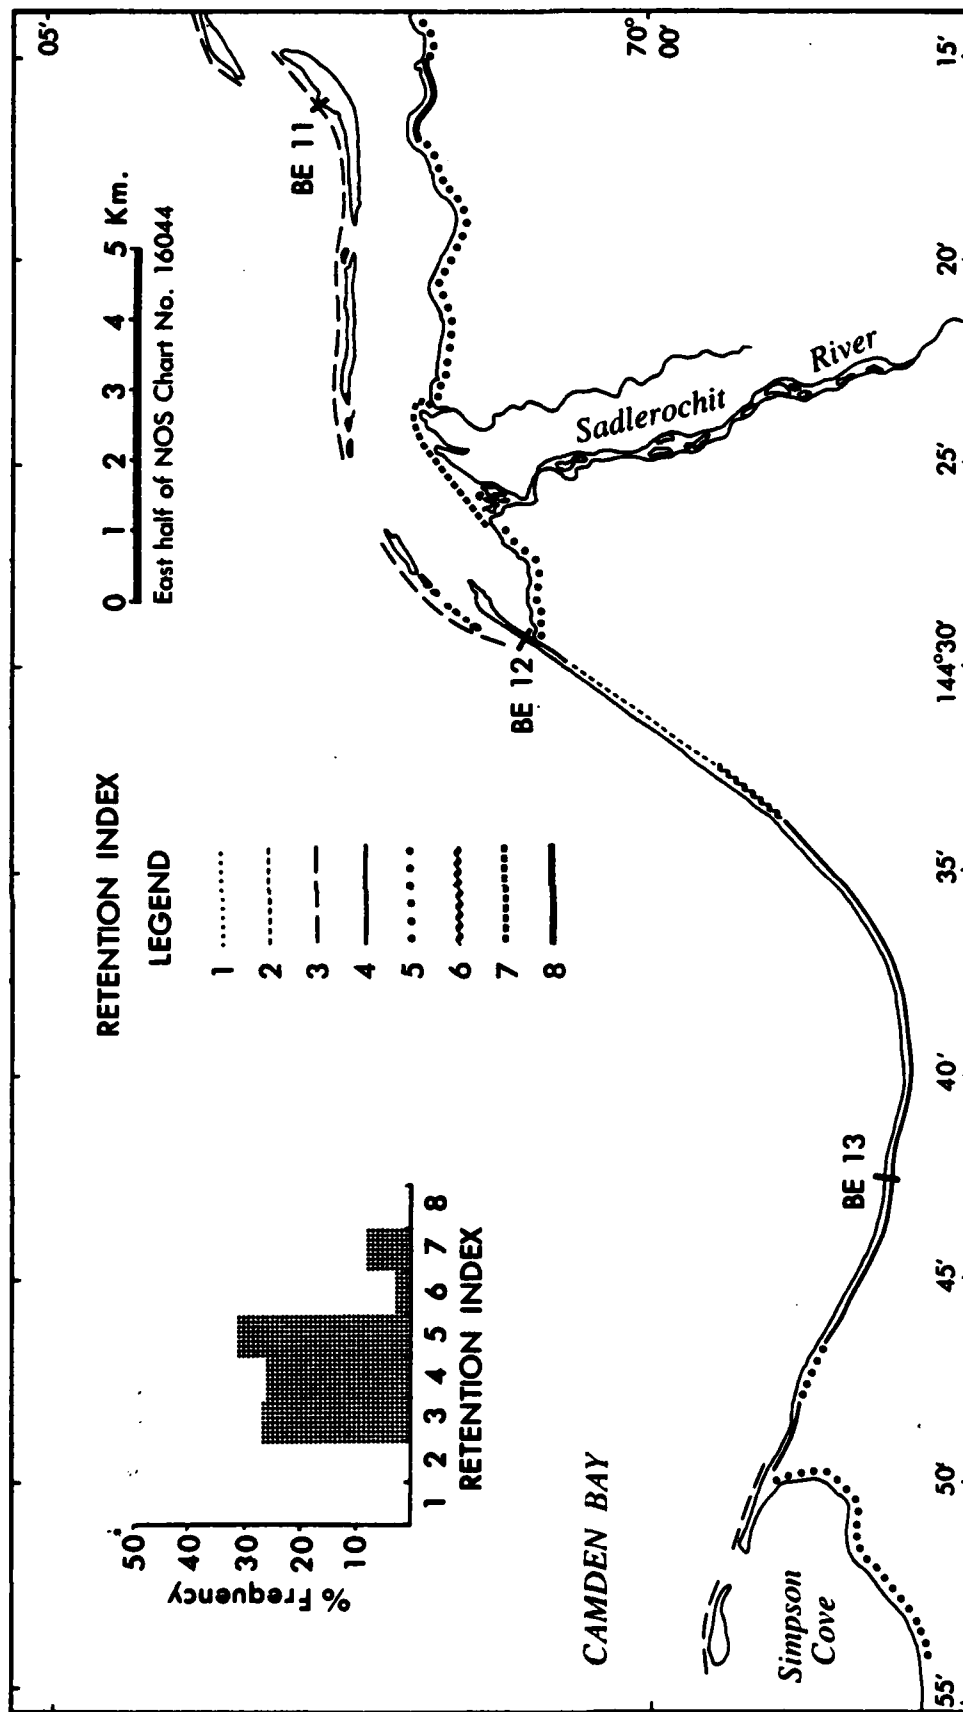 05'
70°
00'
0 1 2 3 4 5 Km.
East half of NOS Chart No. 16044
BE 11
BE 12
BE 13
Sadlerochit River
RETENTION INDEX
LEGEND
1
2
3
4
5
6
7
8
50
40
30
20
10
% Frequency
1 2 3 4 5 6 7 8
RETENTION INDEX
CAMDEN BAY
Simpson
Cove
55'
50'
45'
40'
35'
144°30'
25'
20'
15'